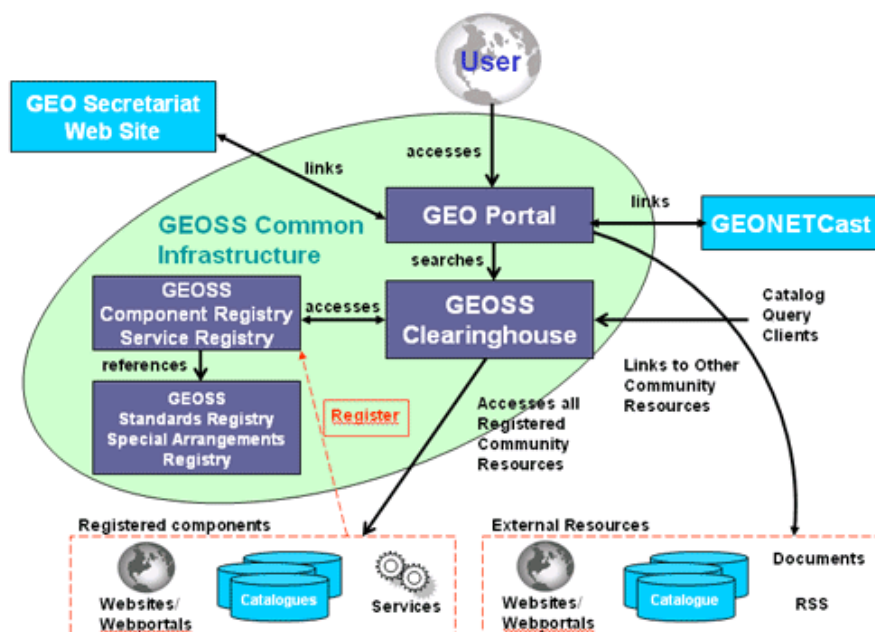 User
GEO Secretariat
Web Site
accesses
links
GEO Portal
links
GEONETCast
GEOSS Common
Infrastructure
searches
GEOSS
Component Registry
Service Registry
accesses
GEOSS
Clearinghouse
Catalog
Query
Clients
references
Links to Other
Community
Resources
GEOSS
Standards Registry
Special Arrangements
Registry
Register
Accesses all
Registered
Community
Resources
Registered components
External Resources
Websites/
Webportals
Catalogues
Services
Websites/
Webportals
Catalogue
Documents
RSS